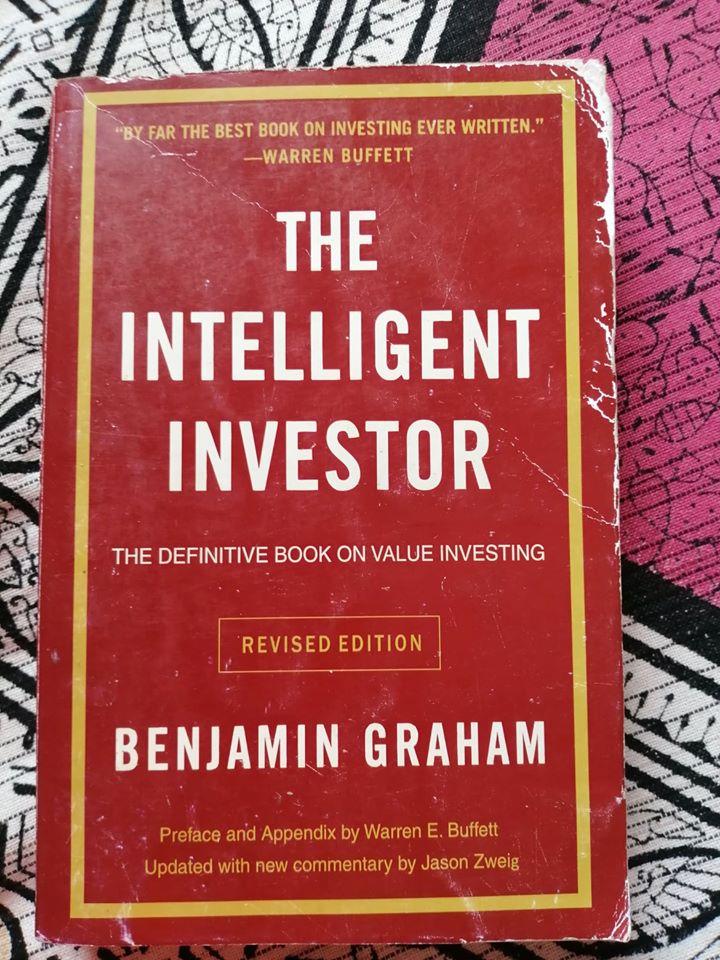 “BY FAR THE BEST BOOK ON INVESTING EVER WRITTEN.”
—WARREN BUFFETT
THE
INTELLIGENT
INVESTOR
THE DEFINITIVE BOOK ON VALUE INVESTING
REVISED EDITION
BENJAMIN GRAHAM
Preface and Appendix by Warren E. Buffett
Updated with new commentary by Jason Zweig